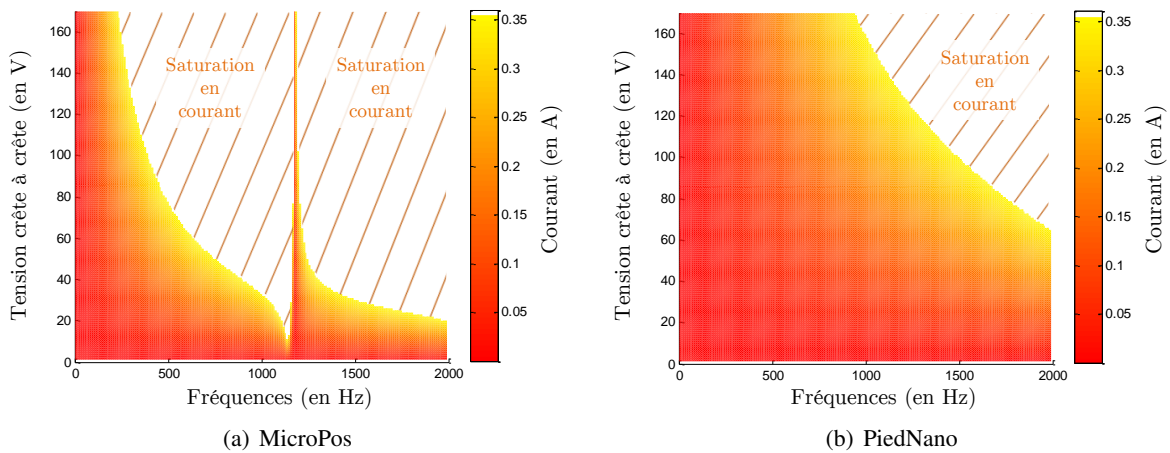 Tension crête à crête (en V)
160
140
120
100
80
60
40
20
0
0
500
1000
1500
2000
Fréquences (en Hz)
Saturation
en
courant
Saturation
en
courant
0.35
0.3
0.25
0.2
0.15
0.1
0.05
Courant (en A)
(a) MicroPos
Tension crête à crête (en V)
160
140
120
100
80
60
40
20
0
0
500
1000
1500
2000
Fréquences (en Hz)
Saturation
en
courant
0.35
0.3
0.25
0.2
0.15
0.1
0.05
Courant (en A)
(b) PiedNano